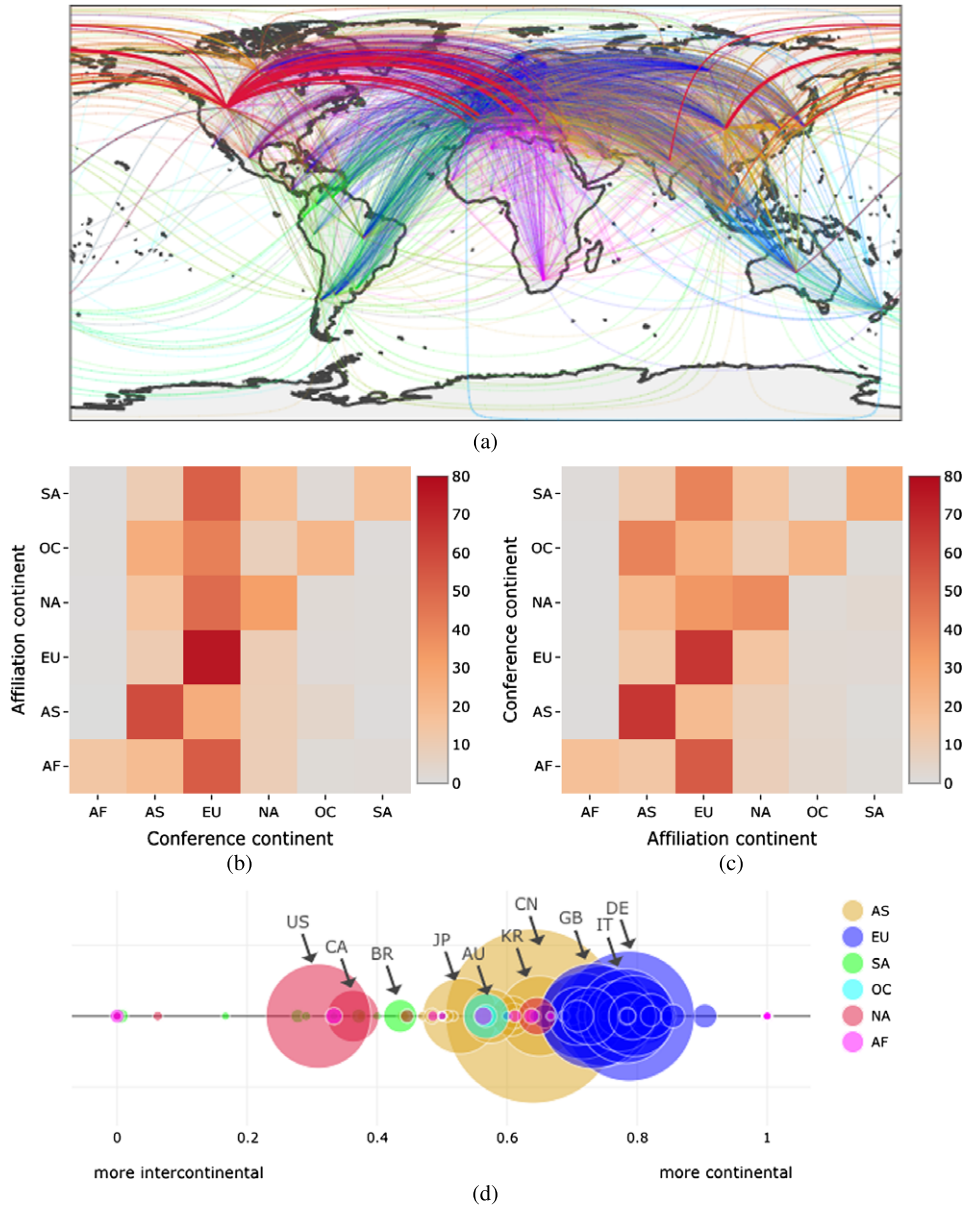 (a)
80
70
60
50
40
30
20
10
0
SA
OC
NA
EU
AS
AF
Affiliation continent
AF AS EU NA OC SA
Conference continent
(b)
80
70
60
50
40
30
20
10
0
SA
OC
NA
EU
AS
AF
Conference continent
AF AS EU NA OC SA
Affiliation continent
(c)
US
CA
BR
JP
AU
KR
CN
GB
IT
DE
AS
EU
SA
OC
NA
AF
0 0.2 0.4 0.6 0.8 1
more intercontinental more continental
(d)